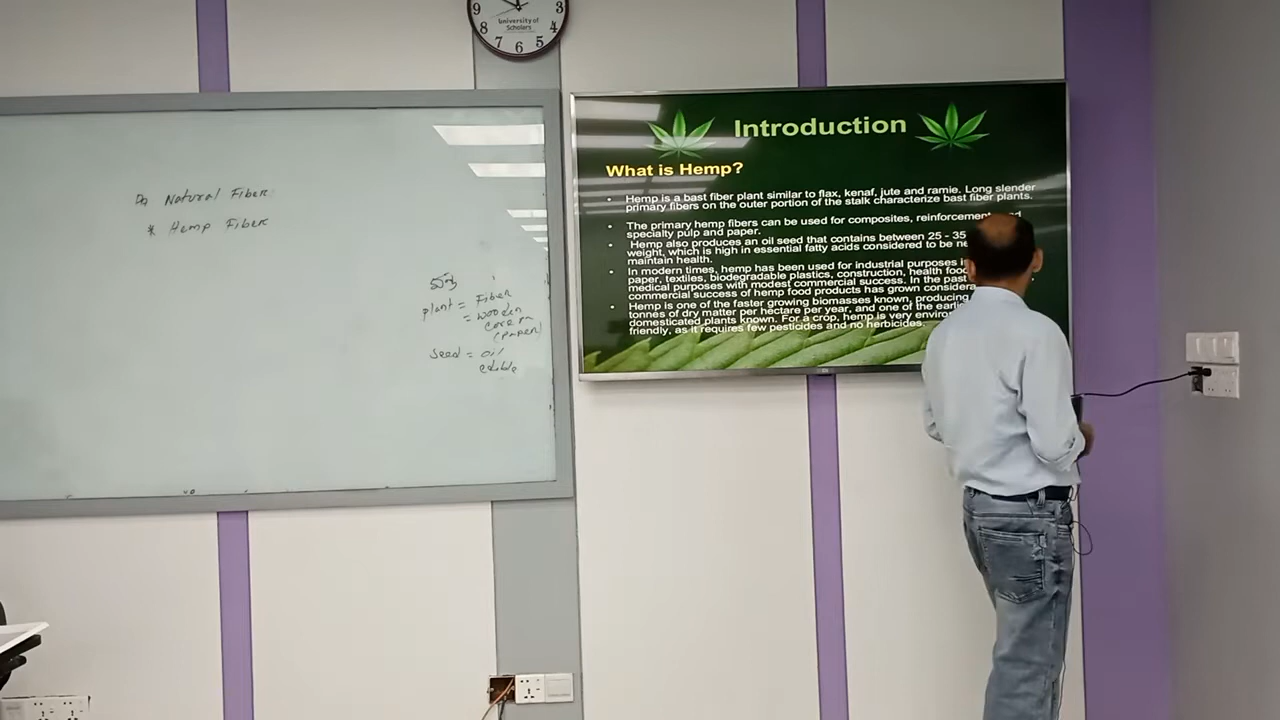 9
3
8
4
7
6
5
University of
Scholars
Natural Fiber
* Hemp Fiber
plant = Fiber
= wooden
core
(paper)
seed = oil
edible
Introduction
What is Hemp?
• Hemp is a bast fiber plant similar to flax, kenaf, jute and ramie. Long slender
primary fibers on the outer portion of the stalk characterize bast fiber plants.
• The primary hemp fibers can be used for composites, reinforcement
specialty pulp and paper.
• Hemp also produces an oil seed that contains between 25 - 35
weight, which is high in essential fatty acids considered to be
maintain health.
• In modern times, hemp has been used for industrial purposes
paper, textiles, biodegradable plastics, construction, health
medical purposes with modest commercial success. In the past
commercial success of hemp food products has grown
• Hemp is one of the faster growing biomasses known, producing
tonnes of dry matter per hectare per year, and one of the
domesticated plants known. For a crop, hemp is very
friendly, as it requires few pesticides and no herbicides.